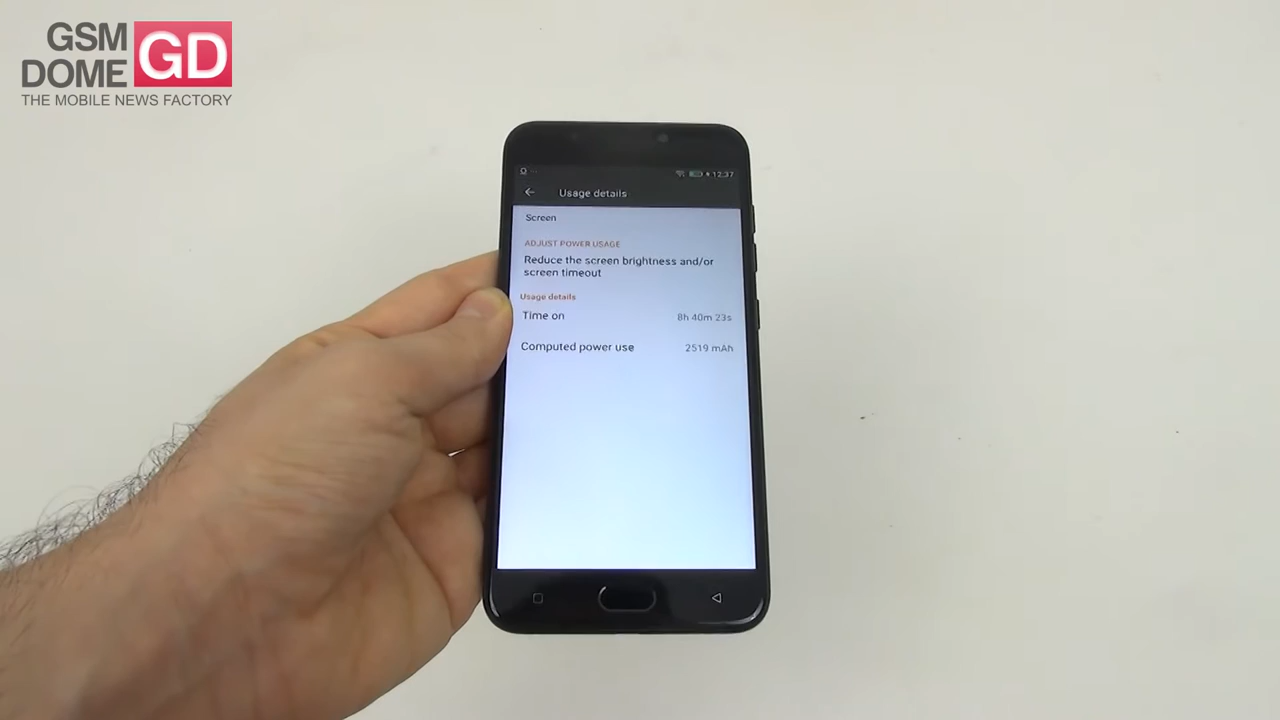 GSM
DOME
GD
THE MOBILE NEWS FACTORY
12:37
Usage details
Screen
ADJUST POWER USAGE
Reduce the screen brightness and/or
screen timeout
Usage details
Time on 8h 40m 23s
Computed power use 2519 mAh